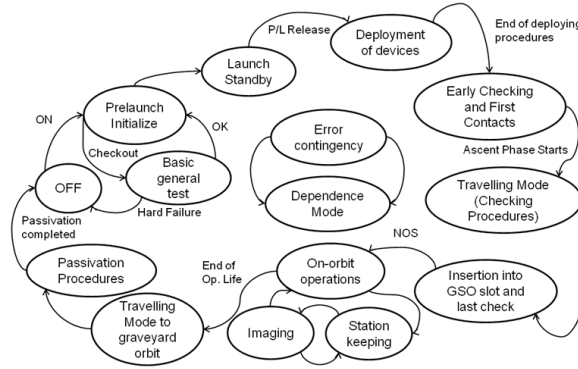 P/L Release
Deployment
of devices
End of deploying
procedures
Launch
Standby
Prelaunch
Initialize
ON
OK
Checkout
Early Checking
and First
Contacts
Error
contingency
Ascent Phase Starts
Basic
general
test
OFF
Hard Failure
Dependence
Mode
Travelling Mode
(Checking
Procedures)
Passivation
completed
NOS
Passivation
Procedures
End of
Op. Life
On-orbit
operations
Insertion into
GSO slot and
last check
Travelling
Mode to
graveyard
orbit
Imaging
Station
keeping